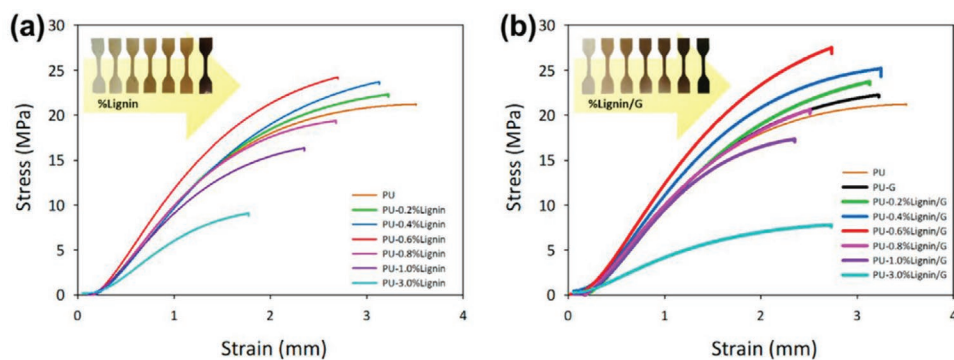 (a)
30
25
20
15
10
5
0
Stress (MPa)
%Lignin
PU
PU-0.2%Lignin
PU-0.4%Lignin
PU-0.6%Lignin
PU-0.8%Lignin
PU-1.0%Lignin
PU-3.0%Lignin
0 1 2 3 4
Strain (mm)
(b)
30
25
20
15
10
5
0
Stress (MPa)
%Lignin/G
PU
PU-G
PU-0.2%Lignin/G
PU-0.4%Lignin/G
PU-0.6%Lignin/G
PU-0.8%Lignin/G
PU-1.0%Lignin/G
PU-3.0%Lignin/G
0 1 2 3 4
Strain (mm)